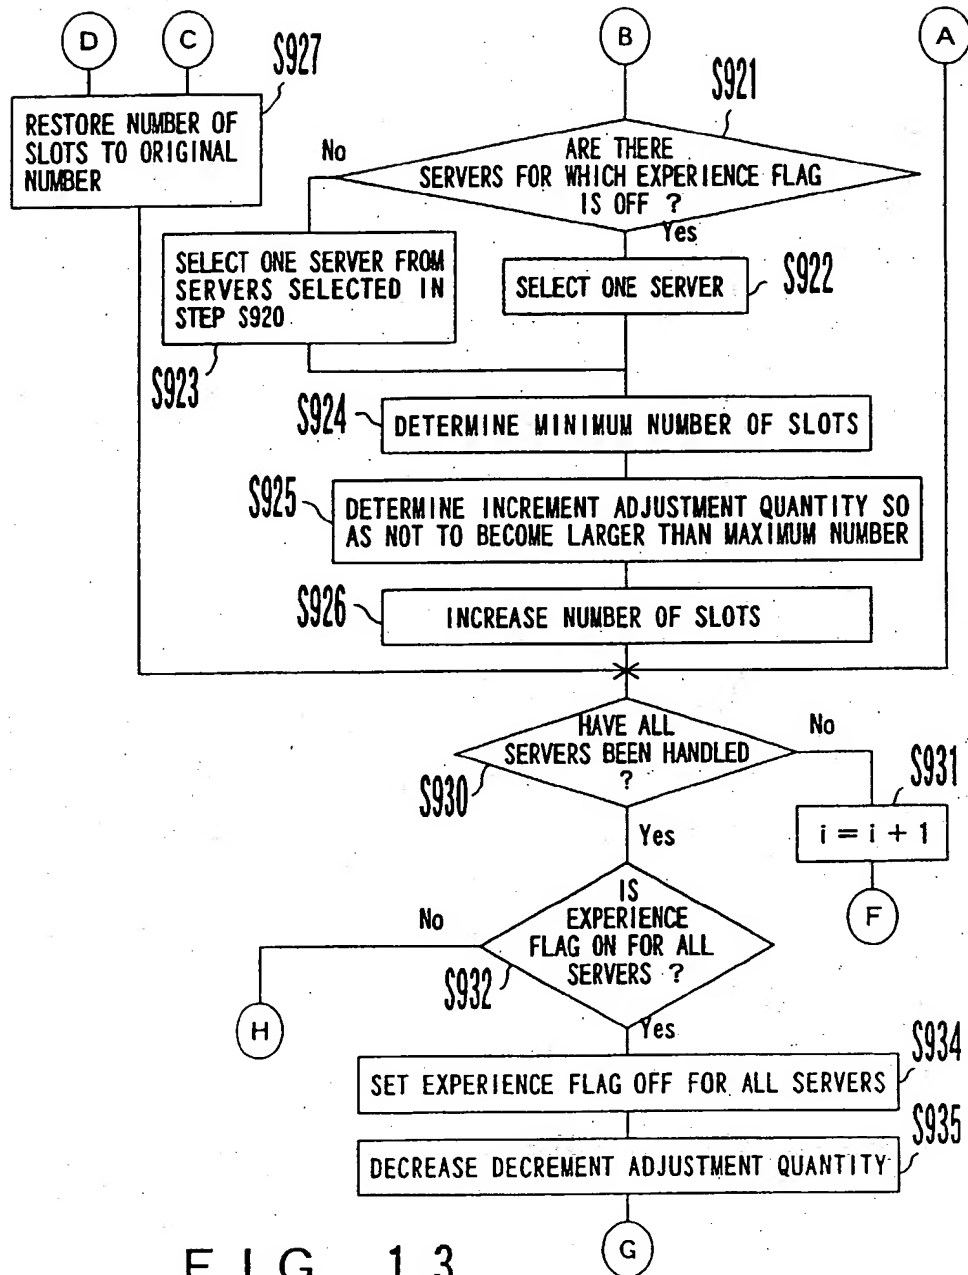 D
C
B
A
S927
RESTORE NUMBER OF
SLOTS TO ORIGINAL
NUMBER
S921
No
ARE THERE
SERVERS FOR WHICH EXPERIENCE FLAG
IS OFF ?
Yes
SELECT ONE SERVER FROM
SERVERS SELECTED IN
STEP S920
SELECT ONE SERVER
S922
S923
S924
DETERMINE MINIMUM NUMBER OF SLOTS
S925
DETERMINE INCREMENT ADJUSTMENT QUANTITY SO
AS NOT TO BECOME LARGER THAN MAXIMUM NUMBER
S926
INCREASE NUMBER OF SLOTS
HAVE ALL
SERVERS BEEN HANDLED
?
No
S930
S931
Yes
i = i + 1
F
IS
EXPERIENCE
FLAG ON FOR ALL
SERVERS ?
No
S932
H
Yes
S934
SET EXPERIENCE FLAG OFF FOR ALL SERVERS
S935
DECREASE DECREMENT ADJUSTMENT QUANTITY
G
FIG. 13